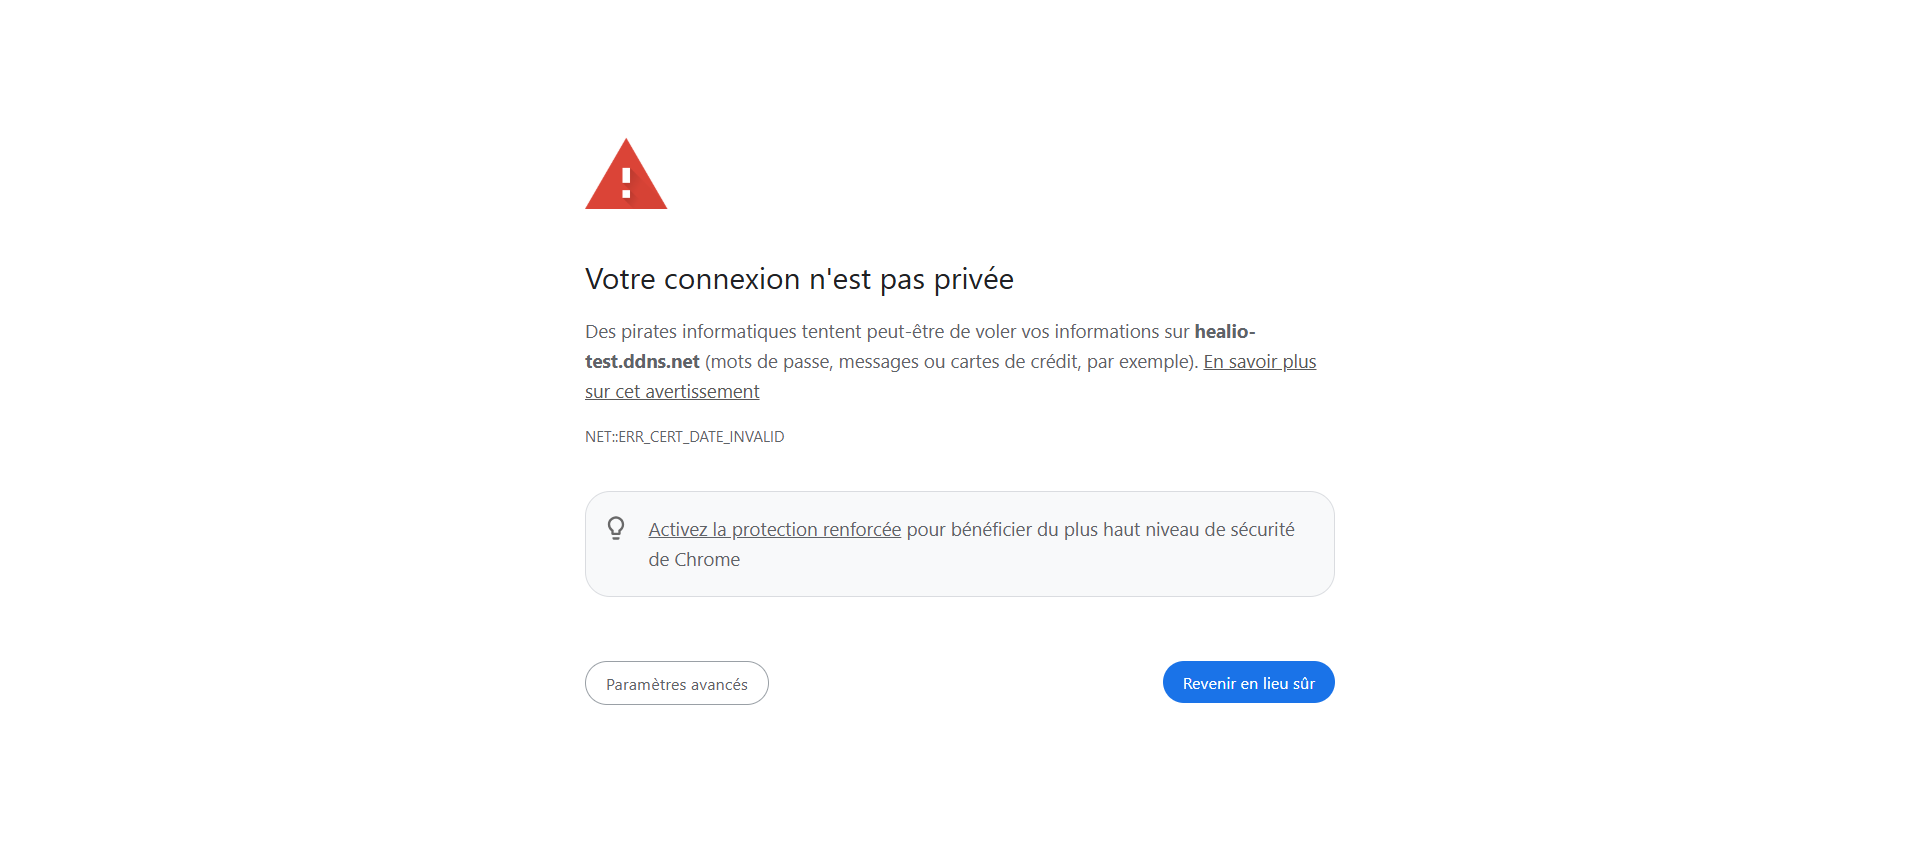 Votre connexion n'est pas privée
Des pirates informatiques tentent peut-être de voler vos informations sur healio-
test.ddns.net (mots de passe, messages ou cartes de crédit, par exemple). En savoir plus
sur cet avertissement
NET::ERR_CERT_DATE_INVALID
Activez la protection renforcée pour bénéficier du plus haut niveau de sécurité
de Chrome
Paramètres avancés
Revenir en lieu sûr